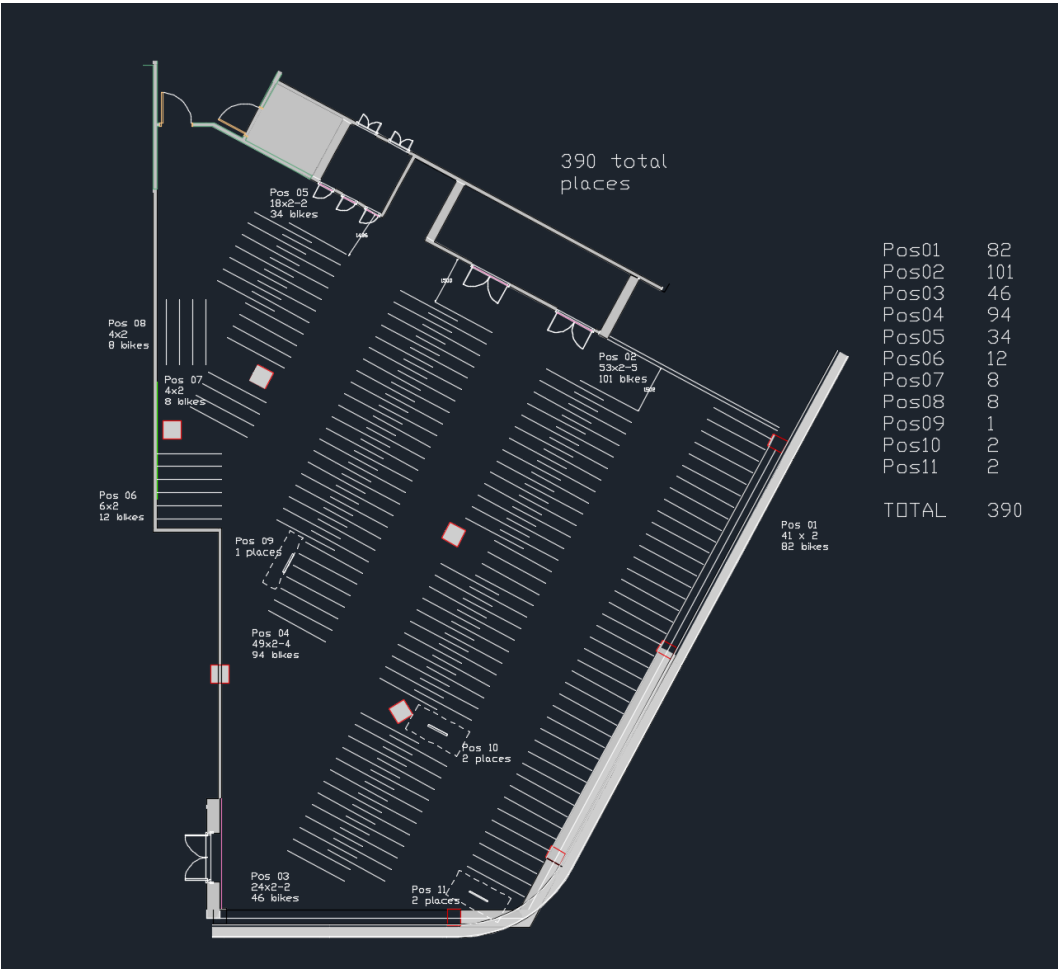 390 total
places
Pos 05
18x2-2
34 bikes
Pos01 82
Pos02 101
Pos03 46
Pos04 94
Pos05 34
Pos06 12
Pos07 8
Pos08 8
Pos09 1
Pos10 2
Pos11 2
TOTAL 390
Pos 08
4x2
8 bikes
Pos 02
53x2-5
101 bikes
Pos 07
4x2
8 bikes
Pos 06
6x2
12 bikes
Pos 01
41 x 2
82 bikes
Pos 09
1 places
Pos 04
49x2-4
94 bikes
Pos 10
2 places
Pos 03
24x2-2
46 bikes
Pos 11
2 places